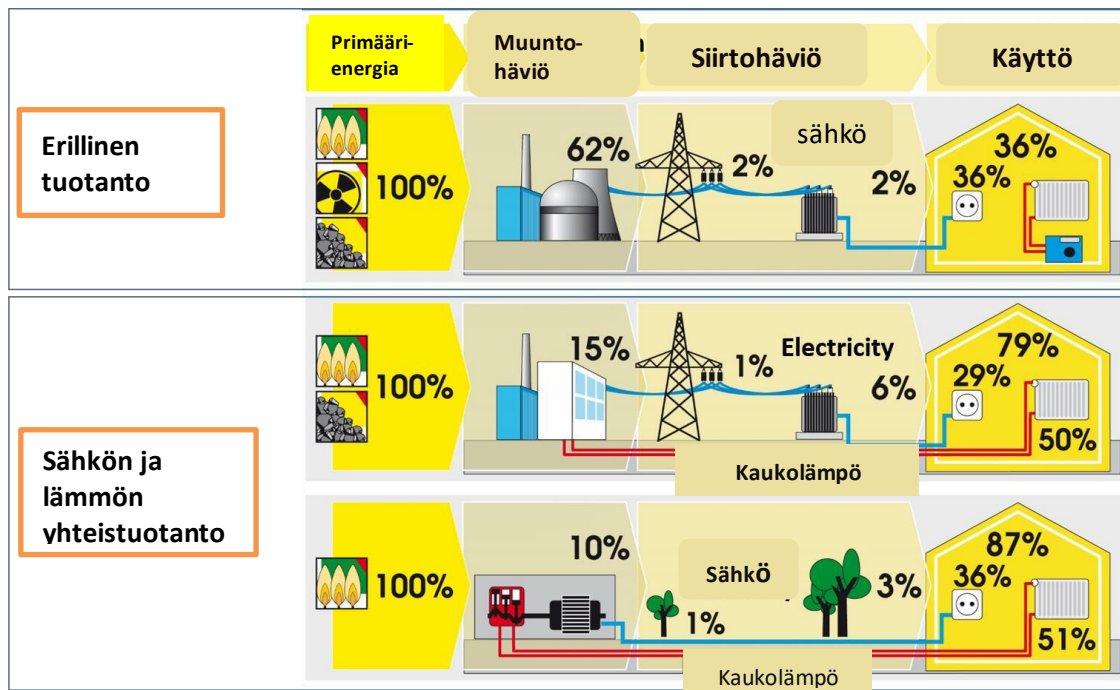 Primääri-
energia
Muunto-
häviö
Siirtohäviö
Käyttö
Erillinen
tuotanto
100%
62%
2%
sähkö
2%
36%
36%
Sähkön ja
lämmön
yhteistuotanto
100%
15%
1%
Electricity
6%
79%
29%
50%
Kaukolämpö
100%
10%
Sähkö
1%
3%
87%
36%
51%
Kaukolämpö